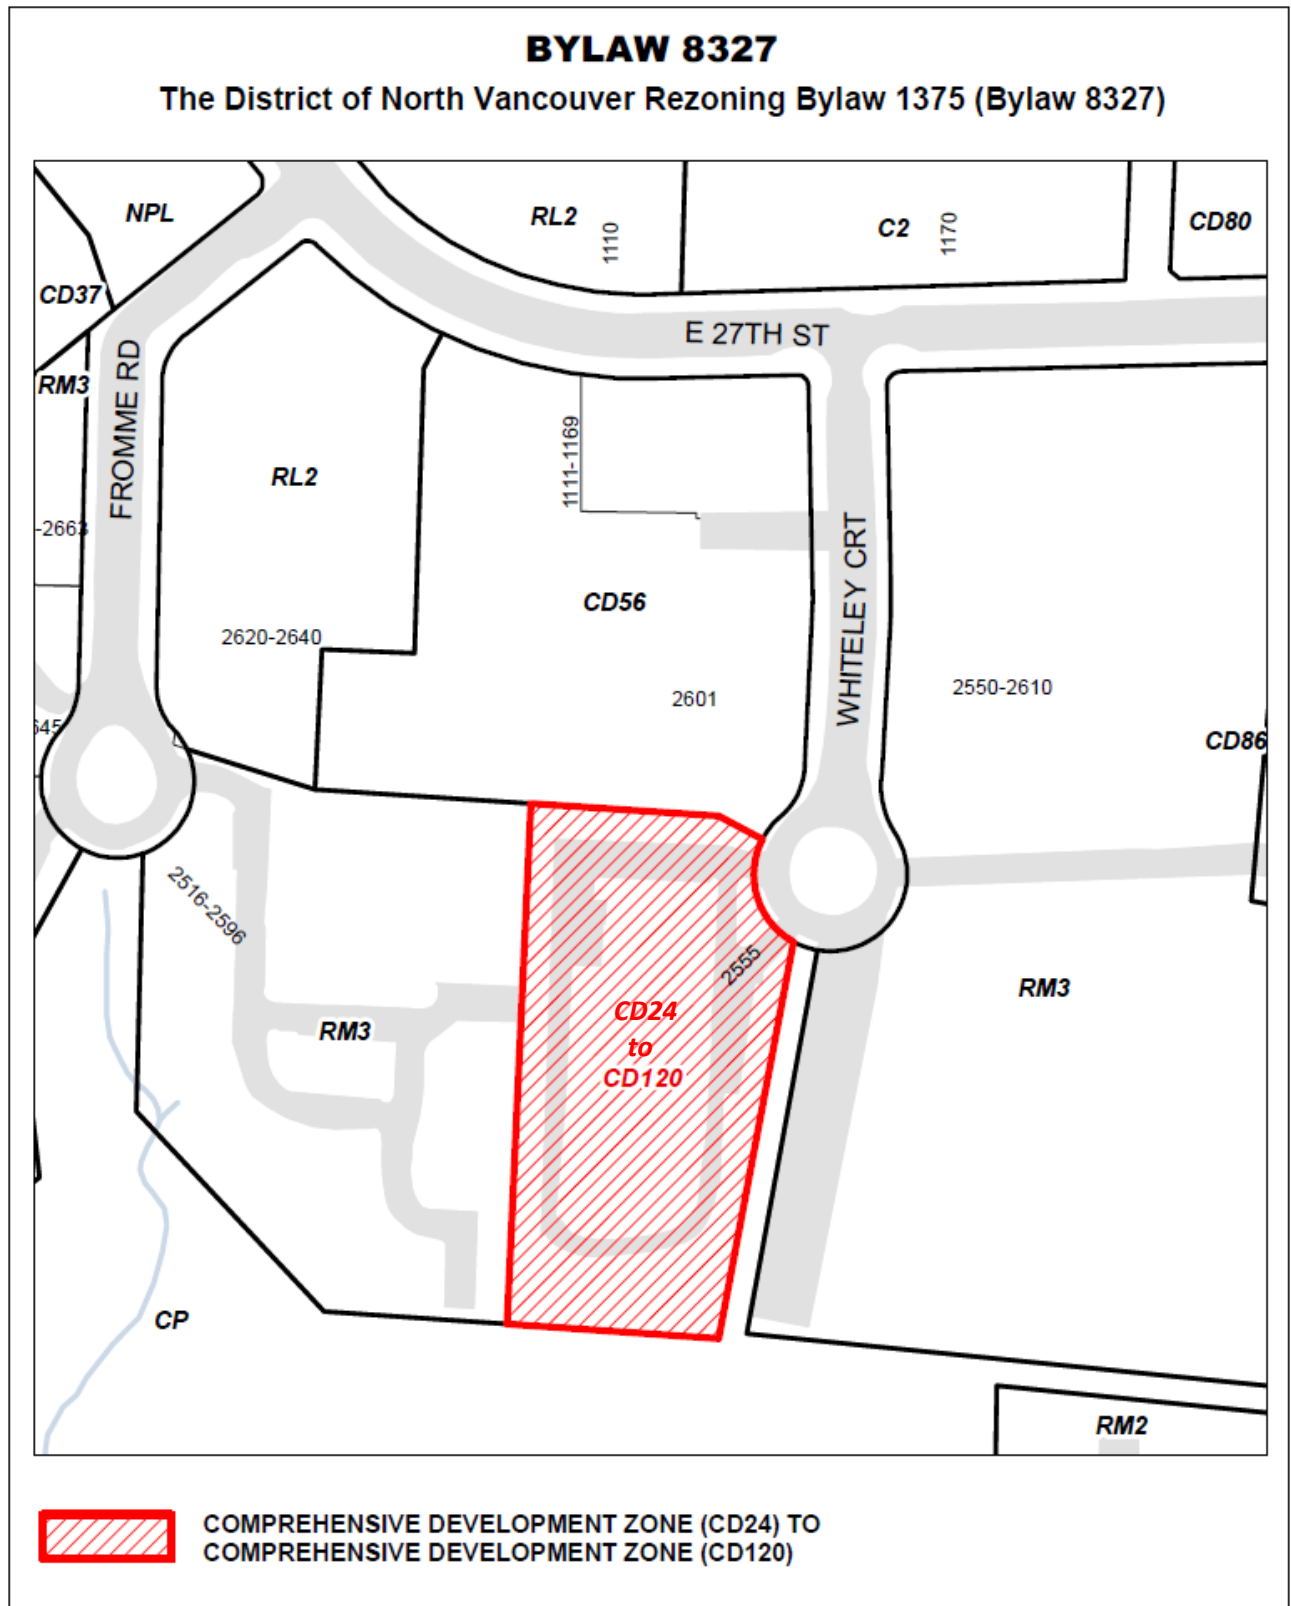 BYLAW 8327
The District of North Vancouver Rezoning Bylaw 1375 (Bylaw 8327)
NPL
RL2
1110
C2
1170
CD80
CD37
E 27TH ST
RM3
FROMME RD
1111-1169
RL2
-2663
WHITELEY CRT
CD56
2620-2640
2550-2610
2601
645
CD86
2516-2596
2555
RM3
CD24
to
CD120
RM3
CP
RM2
COMPREHENSIVE DEVELOPMENT ZONE (CD24) TO
COMPREHENSIVE DEVELOPMENT ZONE (CD120)